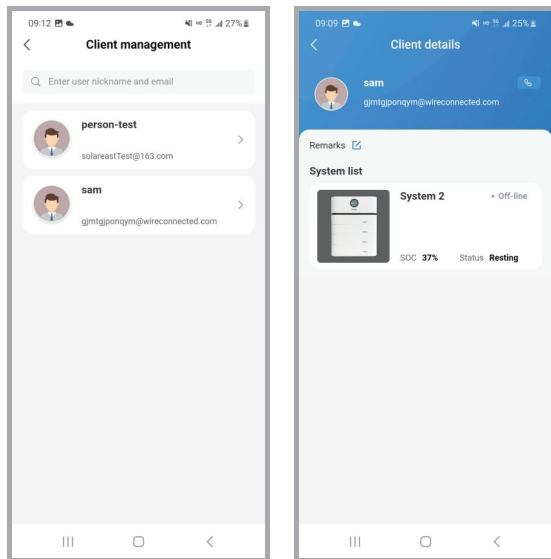 09:12
27%
Client management
Enter user nickname and email
person-test
solareastTest@163.com
sam
gjmtgjponqym@wireconnected.com
09:09
25%
Client details
sam
gjmtgjponqym@wireconnected.com
Remarks
System list
System 2
• Off-line
SOC 37% Status Resting